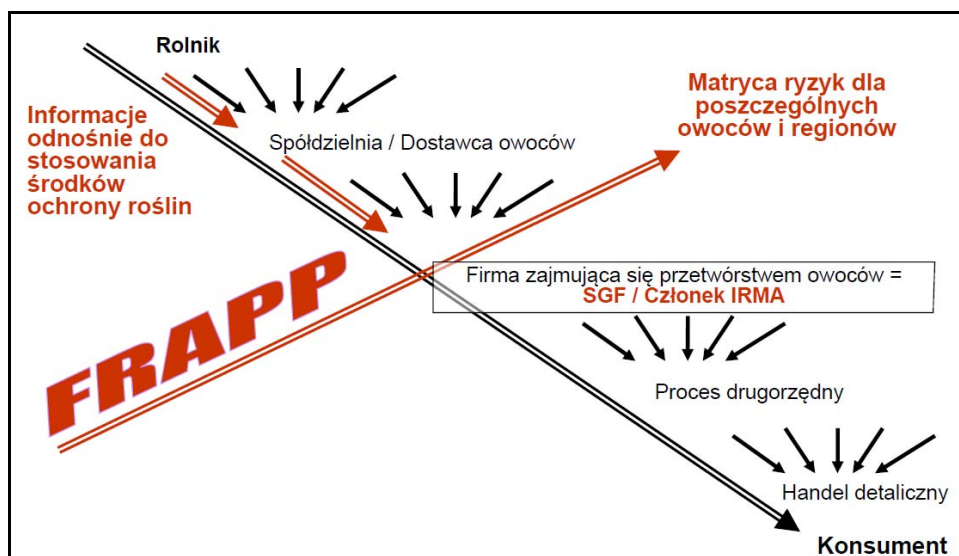 Rolnik
Informacje
odnośnie do
stosowania
środków
ochrony roślin
Matryca ryzyk dla
poszczególnych
owoców i regionów
Spółdzielnia / Dostawca owoców
FRAPP
Firma zajmująca się przetwórstwem owoców =
SGF / Członek IRMA
Proces drugorzędny
Handel detaliczny
Konsument